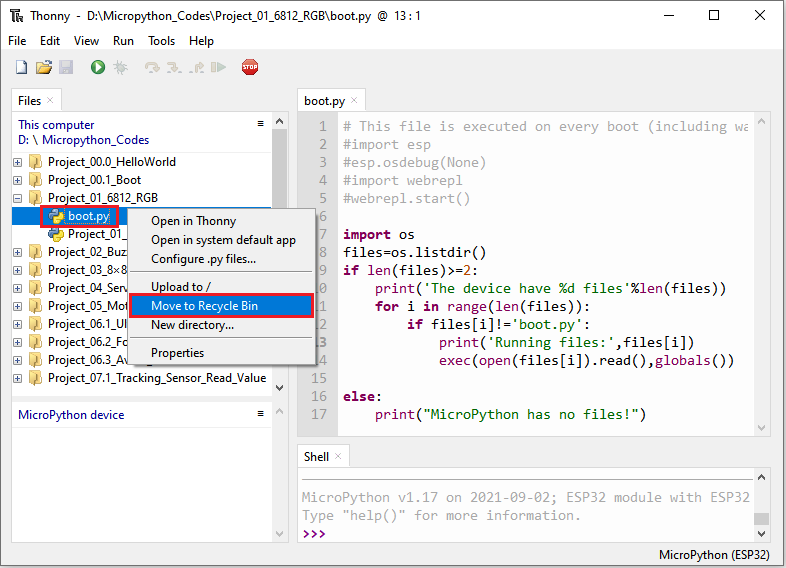 Thonny - D:\Micropython_Codes\Project_01_6812_RGB\boot.py @ 13 : 1
File Edit View Run Tools Help
STOP
Files
This computer
D: \ Micropython_Codes
Project_00.0_HelloWorld
Project_00.1_Boot
Project_01_6812_RGB
boot.py
Project_01_
Project_02_Buz
Project_03_8×8
Project_04_Serv
Project_05_Mot
Project_06.1_Ul
Project_06.2_Fo
Project_06.3_Av
Project_07.1_Tracking_Sensor_Read_Value
Open in Thonny
Open in system default app
Configure .py files...
Upload to /
Move to Recycle Bin
New directory...
Properties
MicroPython device
boot.py
1 # This file is executed on every boot (including wa
2 #import esp
3 #esp.osdebug(None)
4 #import webrepl
5 #webrepl.start()
6
7 import os
8 files=os.listdir()
9 if len(files)>=2:
10 print('The device have %d files'%len(files))
11 for i in range(len(files)):
12 if files[i]!='boot.py':
13 print('Running files:',files[i])
14 exec(open(files[i]).read(),globals())
15
16 else:
17 print("MicroPython has no files!")
Shell
MicroPython v1.17 on 2021-09-02; ESP32 module with ESP32
Type "help()" for more information.
>>>
MicroPython (ESP32)